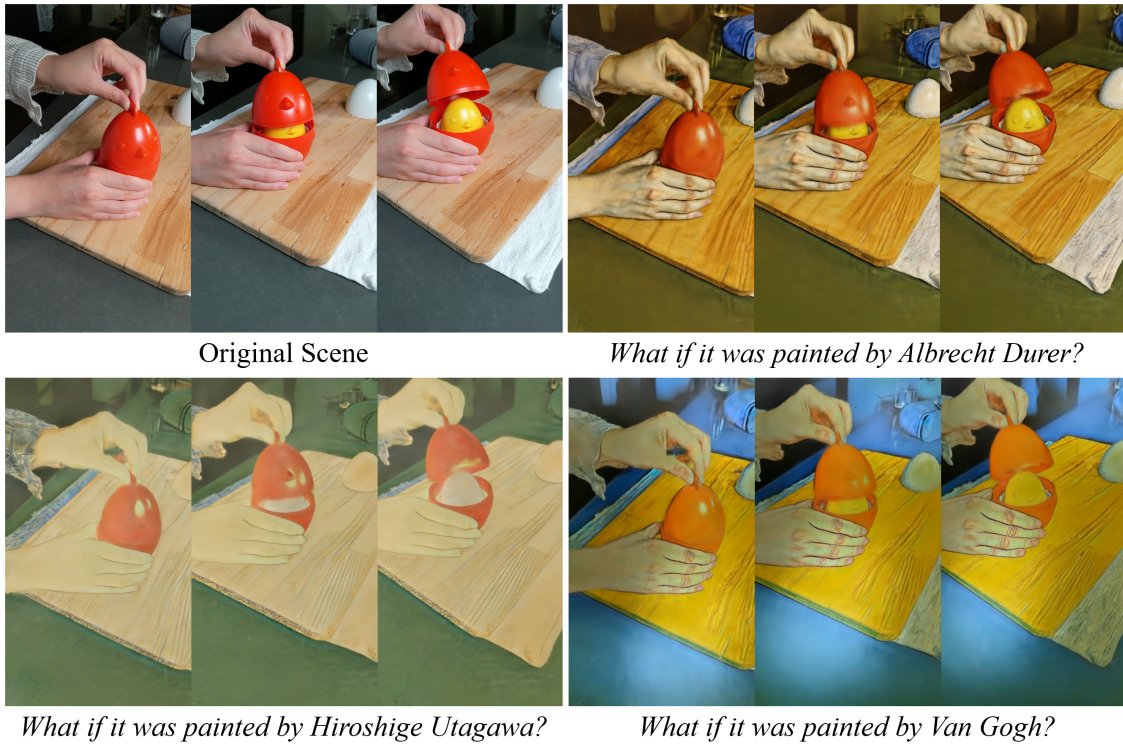 Original Scene
What if it was painted by Albrecht Durer?
What if it was painted by Hiroshige Utagawa?
What if it was painted by Van Gogh?